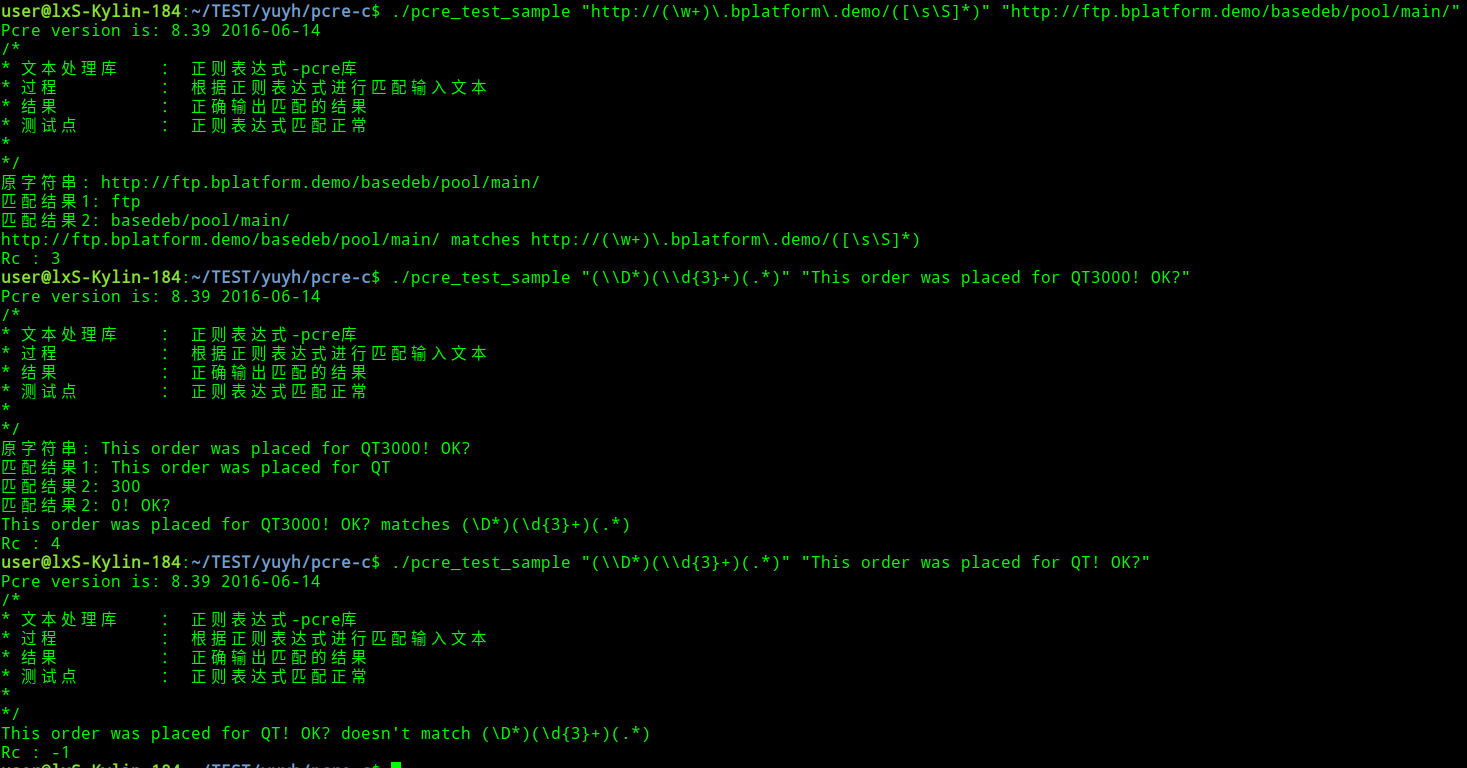 user@lxS-Kylin-184:~/TEST/yuyh/pcre-c$ ./pcre_test_sample "http://(\w+)\.bplatform\.demo/([\s\S]*)" "http://ftp.bplatform.demo/basedeb/pool/main/"
Pcre version is: 8.39 2016-06-14
/*
* 文本处理库    :  正则表达式-pcre库
* 过程          :  根据正则表达式进行匹配输入文本
* 结果          :  正确输出匹配的结果
* 测试点        :  正则表达式匹配正常
*
*/
原字符串: http://ftp.bplatform.demo/basedeb/pool/main/
匹配结果1: ftp
匹配结果2: basedeb/pool/main/
http://ftp.bplatform.demo/basedeb/pool/main/ matches http://(\w+)\.bplatform\.demo/([\s\S]*)
Rc : 3
user@lxS-Kylin-184:~/TEST/yuyh/pcre-c$ ./pcre_test_sample "(\\D*)(\\d{3}+)(.*)" "This order was placed for QT3000! OK?"
Pcre version is: 8.39 2016-06-14
/*
* 文本处理库    :  正则表达式-pcre库
* 过程          :  根据正则表达式进行匹配输入文本
* 结果          :  正确输出匹配的结果
* 测试点        :  正则表达式匹配正常
*
*/
原字符串: This order was placed for QT3000! OK?
匹配结果1: This order was placed for QT
匹配结果2: 300
匹配结果2: 0! OK?
This order was placed for QT3000! OK? matches (\D*)(\d{3}+)(.*)
Rc : 4
user@lxS-Kylin-184:~/TEST/yuyh/pcre-c$ ./pcre_test_sample "(\\D*)(\\d{3}+)(.*)" "This order was placed for QT! OK?"
Pcre version is: 8.39 2016-06-14
/*
* 文本处理库    :  正则表达式-pcre库
* 过程          :  根据正则表达式进行匹配输入文本
* 结果          :  正确输出匹配的结果
* 测试点        :  正则表达式匹配正常
*
*/
This order was placed for QT! OK? doesn't match (\D*)(\d{3}+)(.*)
Rc : -1
user@lxS-Kylin-184:~/TEST/yuyh/pcre-c$